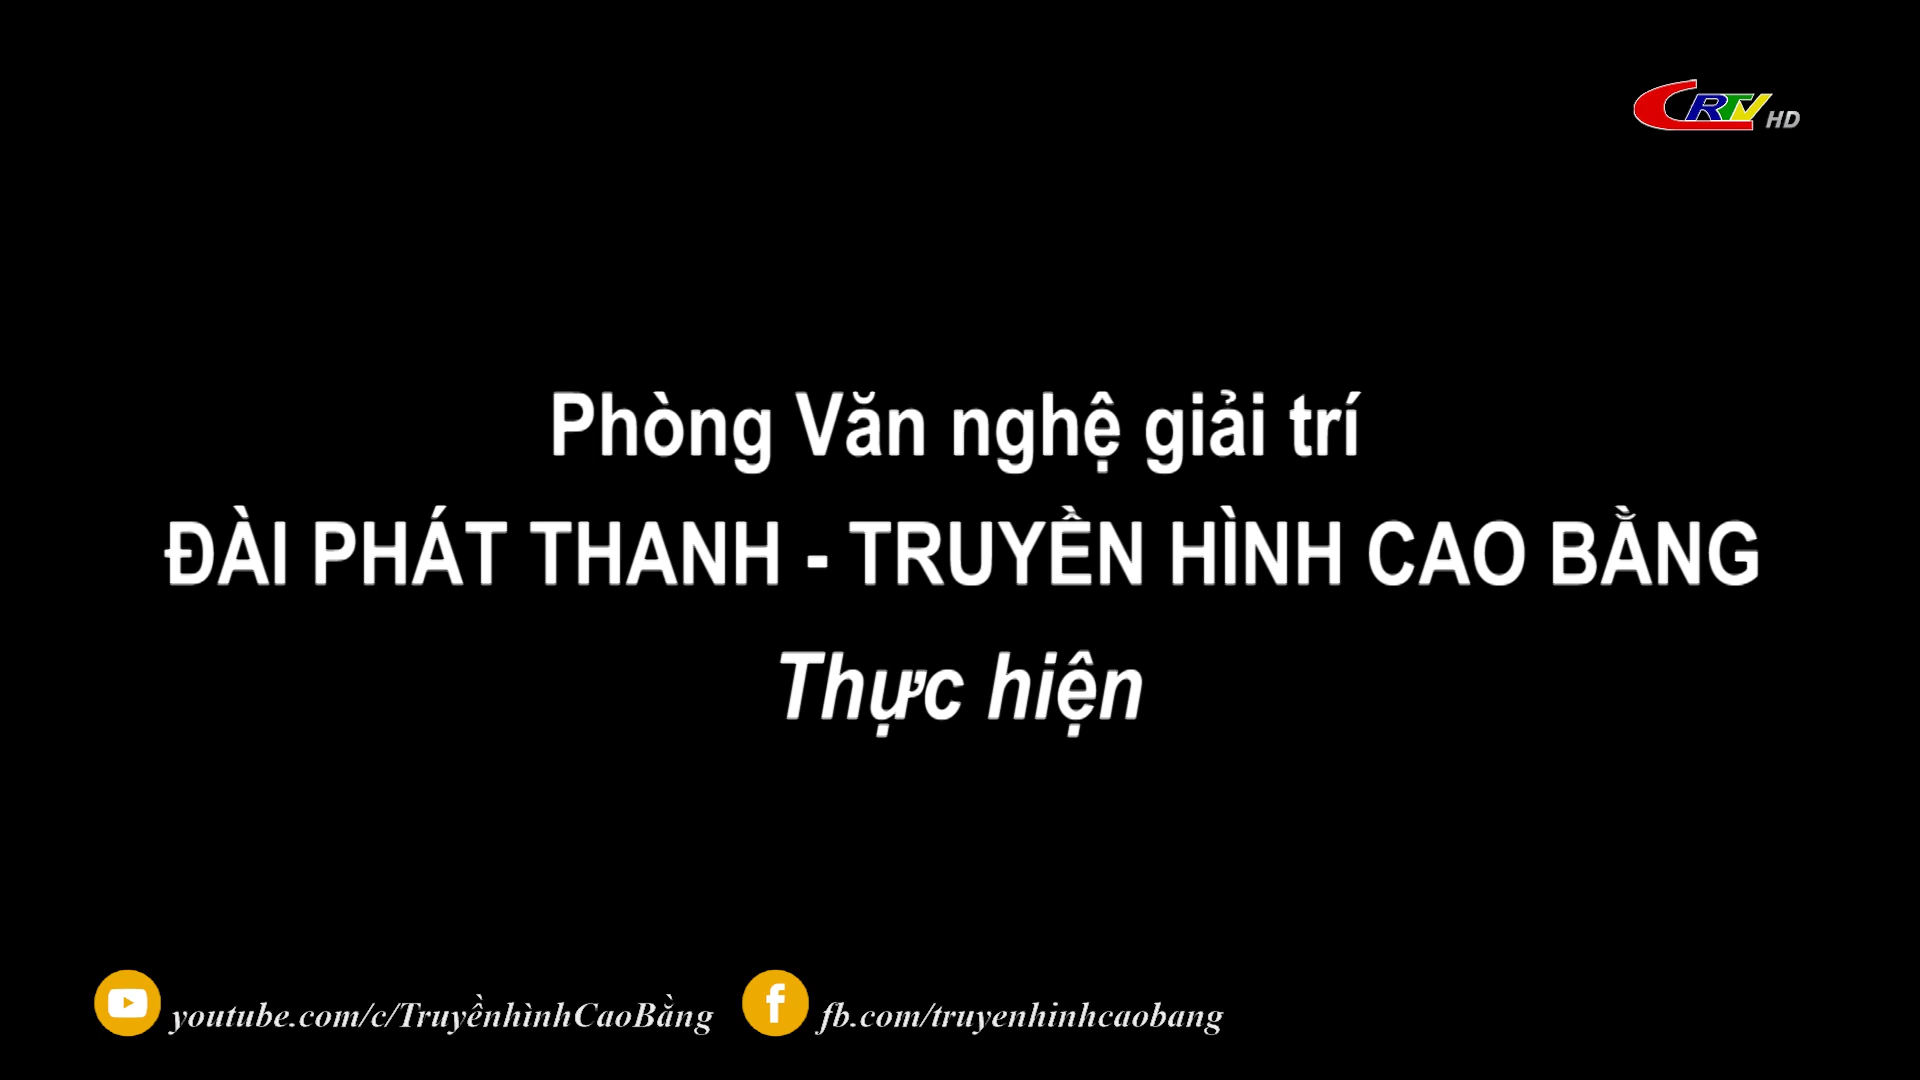 CRTV HD
Phòng Văn nghệ giải trí
ĐÀI PHÁT THANH - TRUYỀN HÌNH CAO BẰNG
Thực hiện
youtube.com/c/TruyềnhìnhCaoBằng
fb.com/truyenhinhcaobang